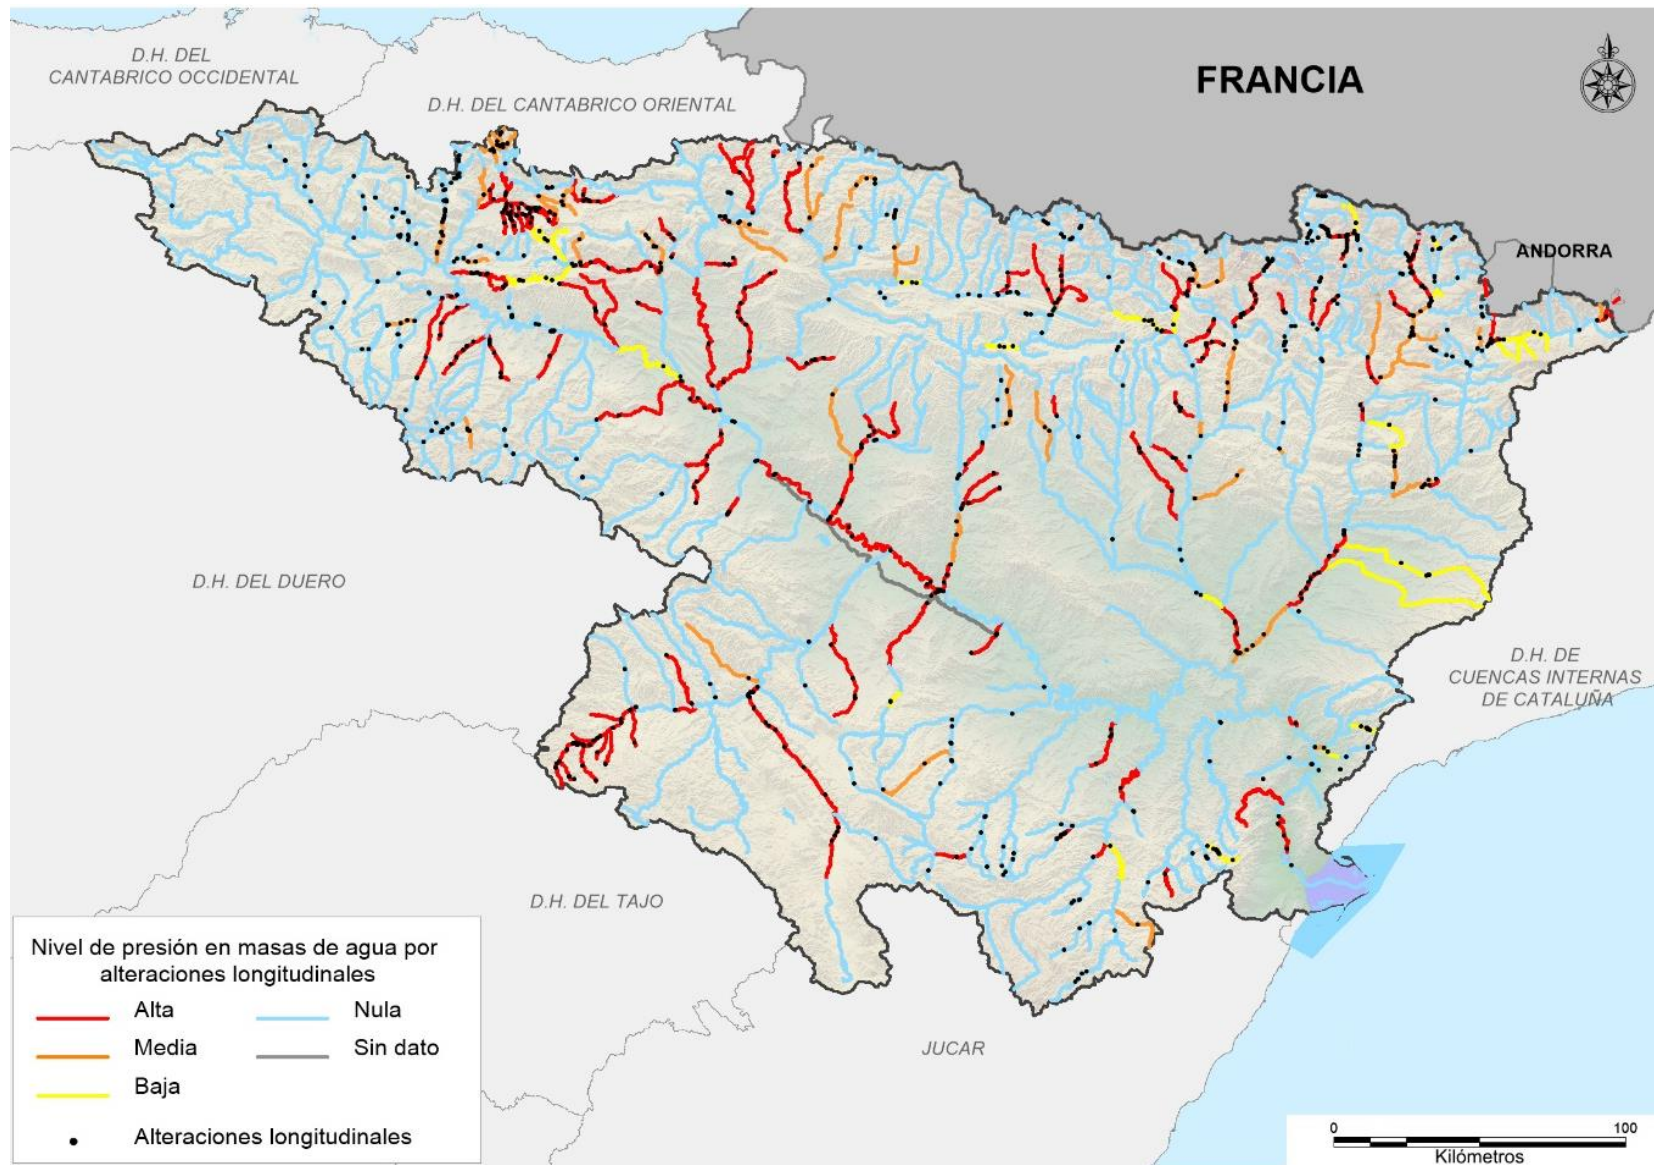 D.H. DEL
CANTABRICO OCCIDENTAL
D.H. DEL CANTABRICO ORIENTAL
FRANCIA
ANDORRA
D.H. DEL DUERO
D.H. DE
CUENCAS INTERNAS
DE CATALUÑA
D.H. DEL TAJO
JUCAR
Nivel de presión en masas de agua por
alteraciones longitudinales
Alta
Nula
Media
Sin dato
Baja
Alteraciones longitudinales
0
100
Kilómetros